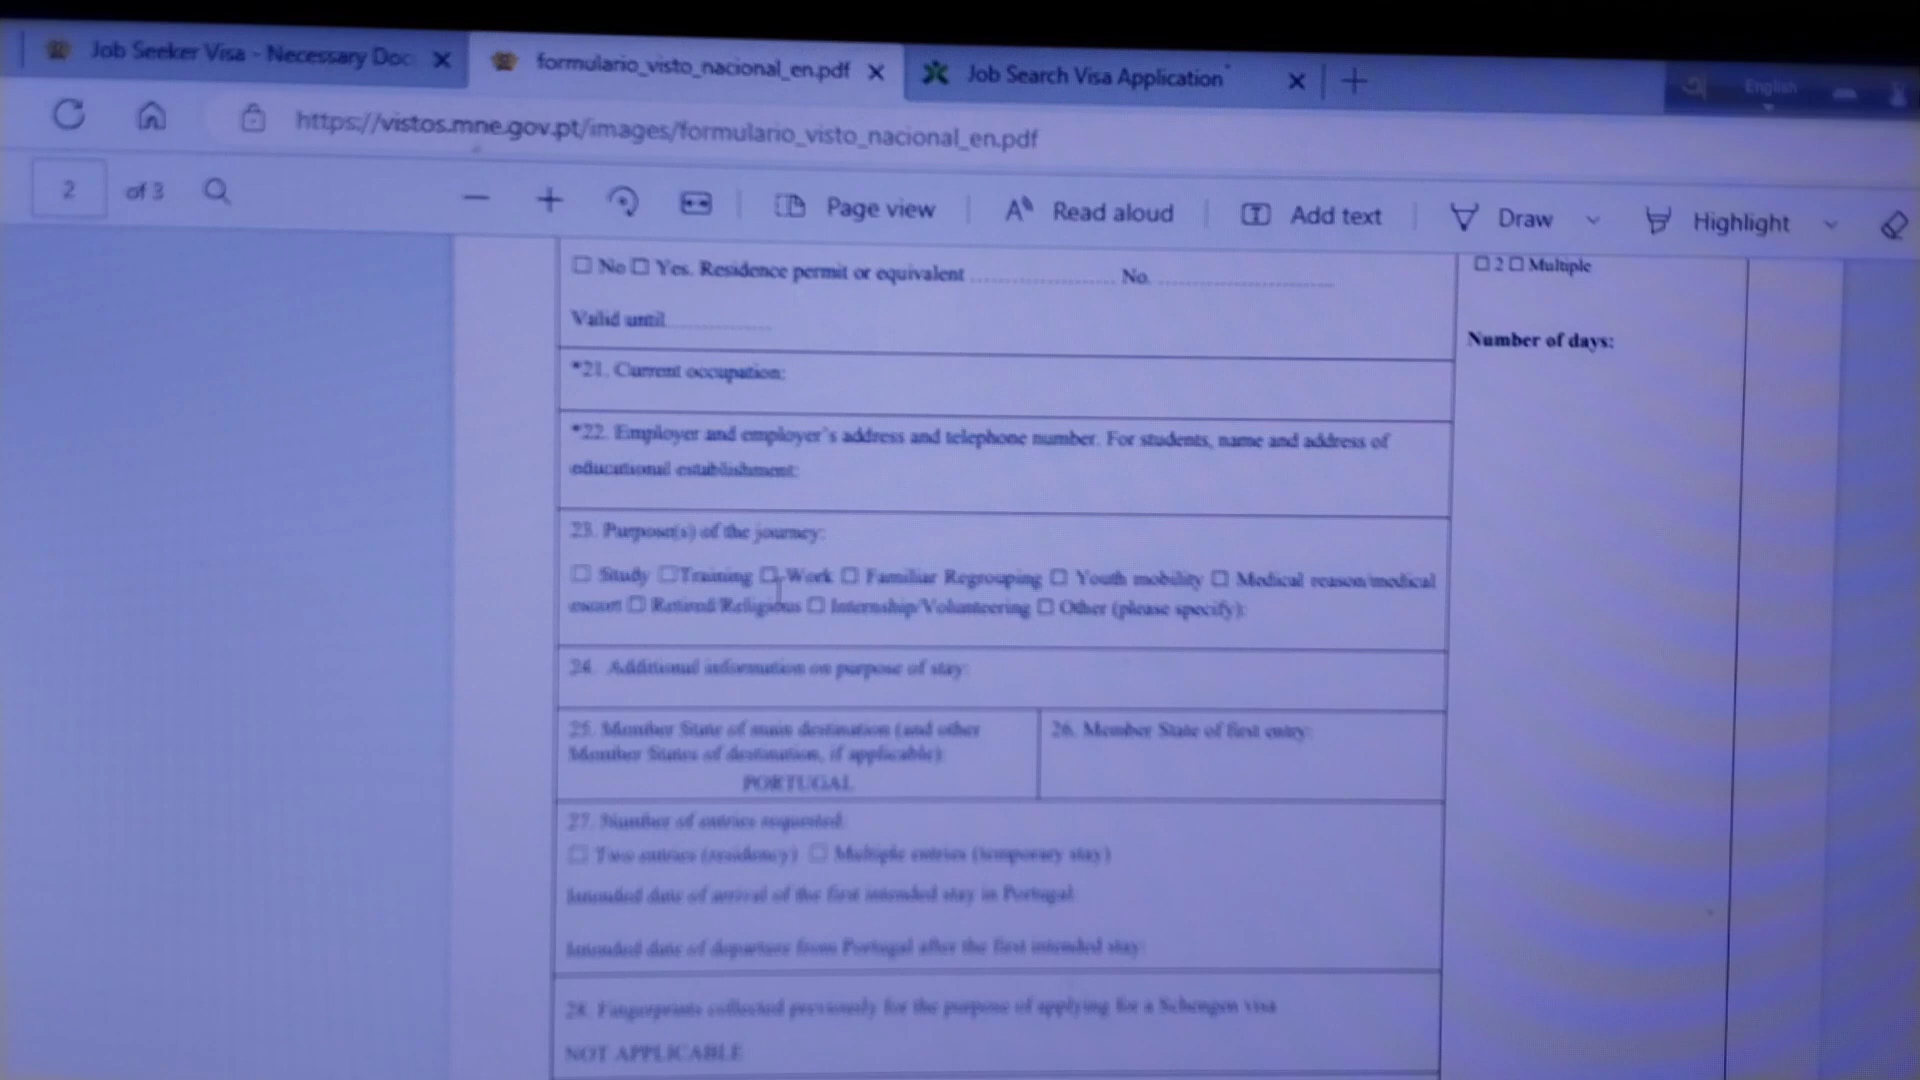 Job Seeker Visa - Necessary Doc
formulario_visto_nacional_en.pdf
Job Search Visa Application
English
https://vistos.mne.gov.pt/images/formulario_visto_nacional_en.pdf
2 of 3
Page view
Read aloud
Add text
Draw
Highlight
☐ No ☐ Yes. Residence permit or equivalent .................... No. ..............................
Valid until..................
☐ 2 ☐ Multiple
Number of days:
*21. Current occupation:
*22. Employer and employer's address and telephone number. For students, name and address of
educational establishment:
23. Purpose(s) of the journey:
☐ Study ☐ Training ☐ Work ☐ Familiar Regrouping ☐ Youth mobility ☐ Medical reason/medical
escort ☐ Retired/Religious ☐ Internship/Volunteering ☐ Other (please specify):
24. Additional information on purpose of stay:
25. Member State of main destination (and other
Member States of destination, if applicable):
PORTUGAL
26. Member State of first entry:
27. Number of entries requested:
☐ Two entries (residency) ☐ Multiple entries (temporary stay)
Intended date of arrival of the first intended stay in Portugal:
Intended date of departure from Portugal after the first intended stay:
28. Fingerprints collected previously for the purpose of applying for a Schengen visa
NOT APPLICABLE